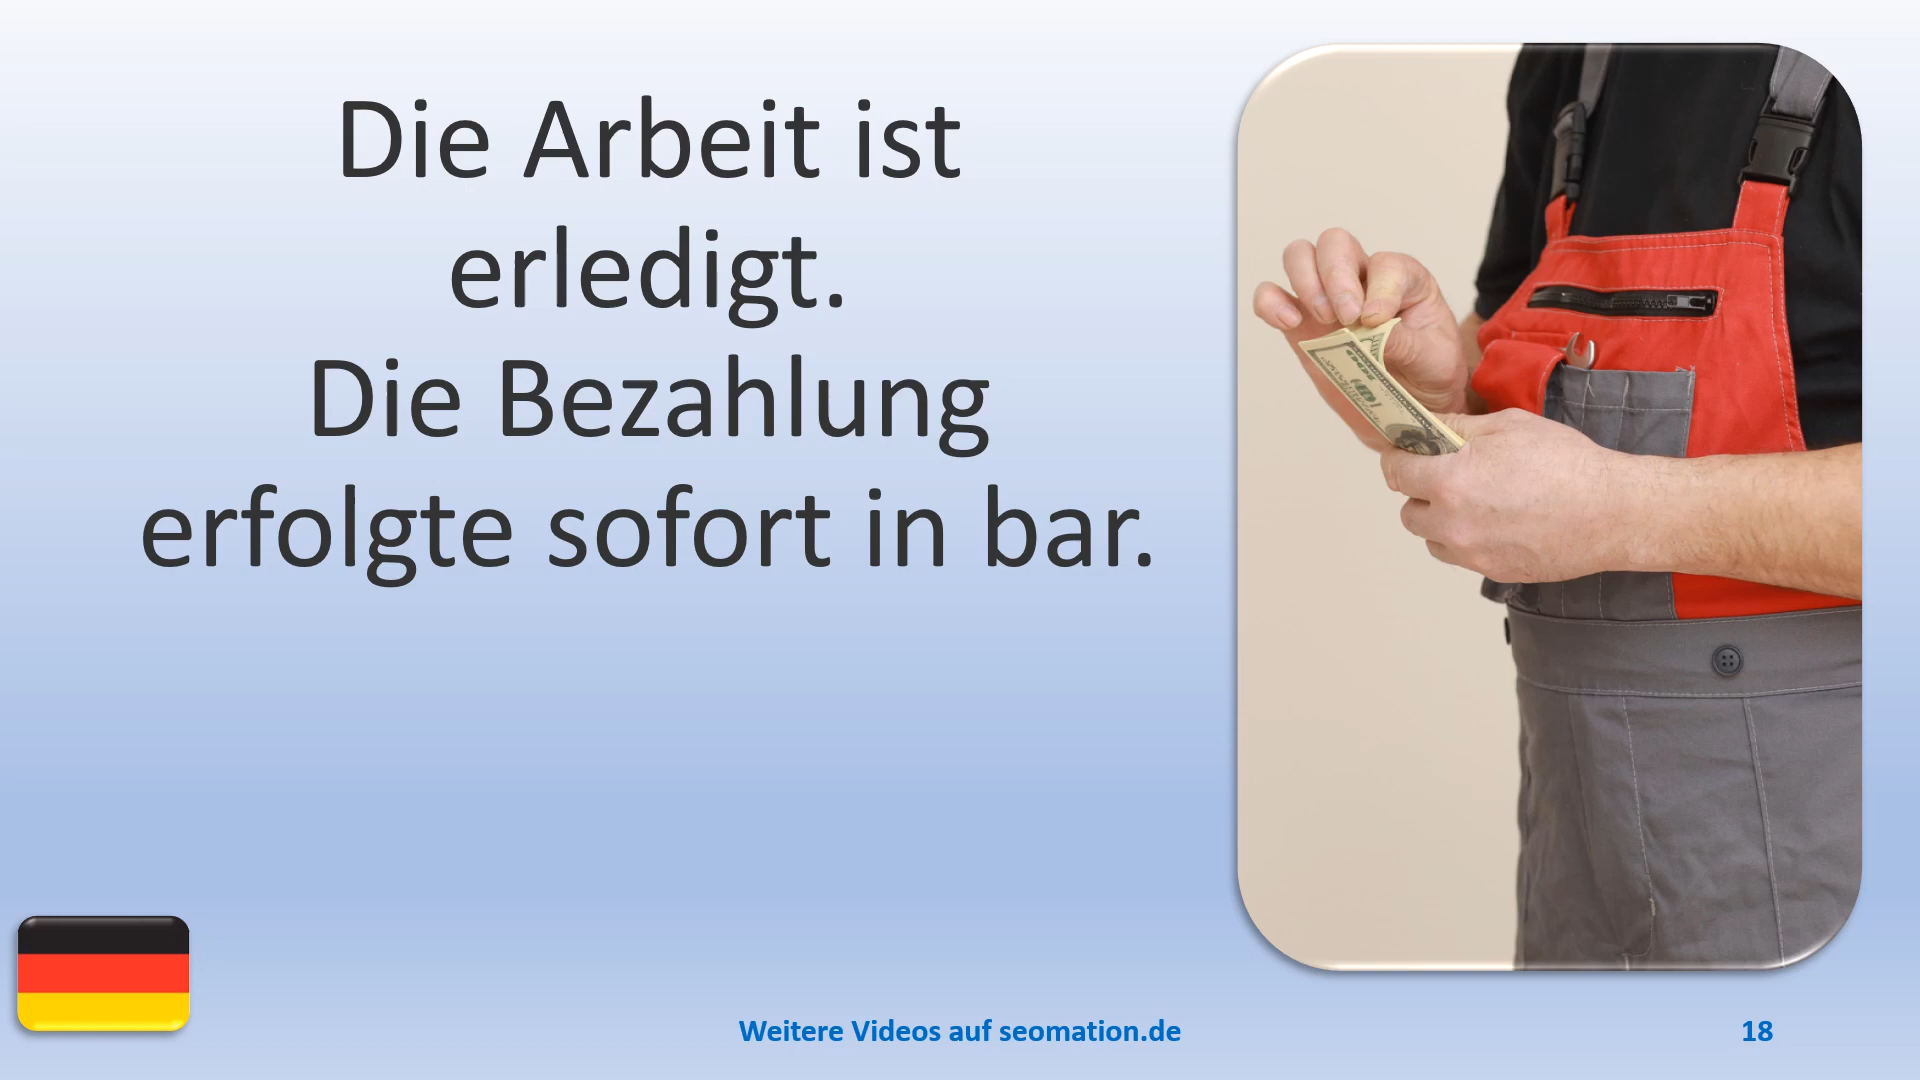 Die Arbeit ist
erledigt.
Die Bezahlung
erfolgte sofort in bar.
Weitere Videos auf seomation.de
18